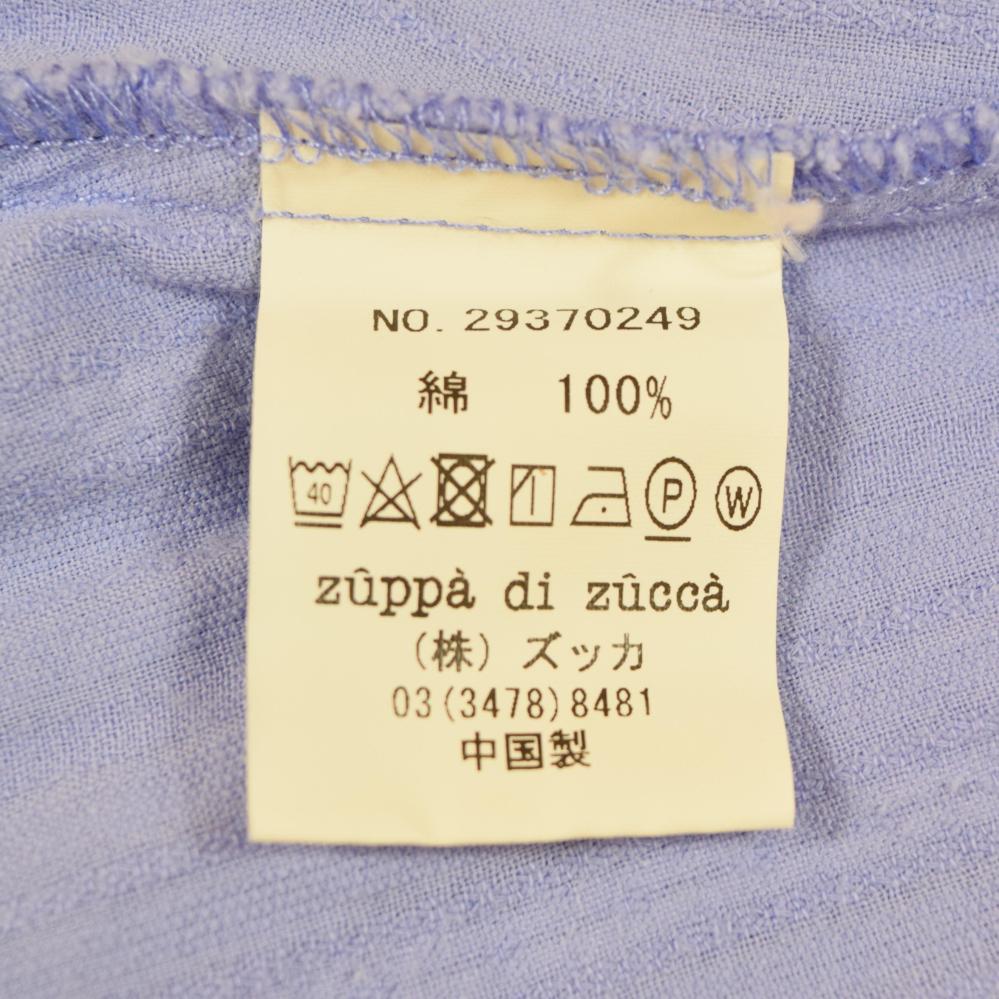 NO. 29370249
綿 100%
40 P W
zûppà di zûccà
(株) ズッカ
03(3478)8481
中国製